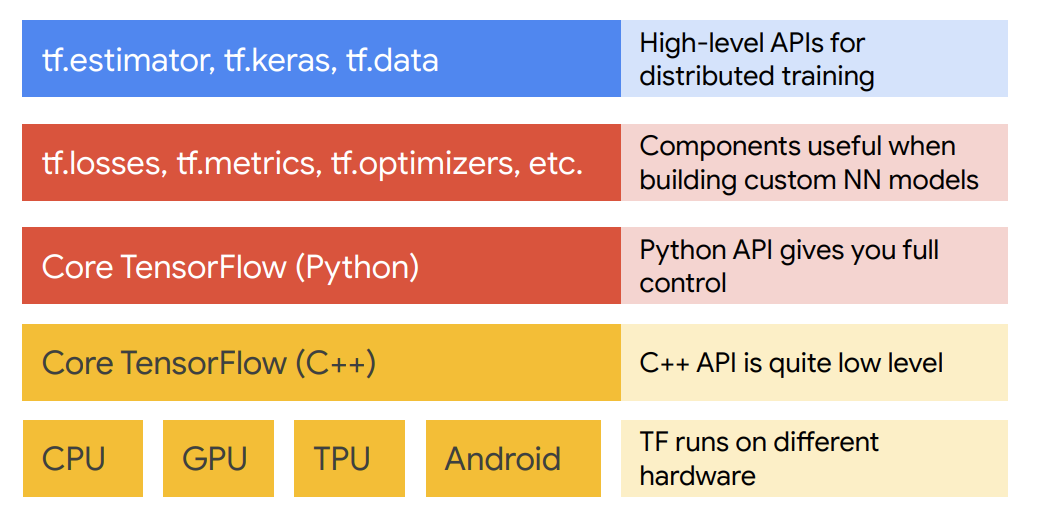 tf.estimator, tf.keras, tf.data
High-level APIs for
distributed training
tf.losses, tf.metrics, tf.optimizers, etc.
Components useful when
building custom NN models
Core TensorFlow (Python)
Python API gives you full
control
Core TensorFlow (C++)
C++ API is quite low level
CPU GPU TPU Android
TF runs on different
hardware